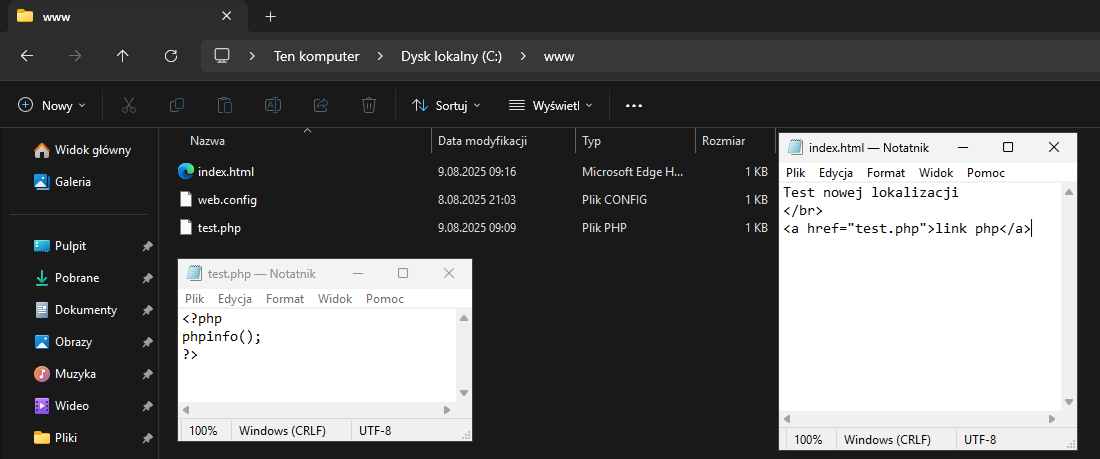 www
Ten komputer > Dysk lokalny (C:) > www
Nowy Sortuj Wyświetl
Widok główny
Galeria
Pulpit
Pobrane
Dokumenty
Obrazy
Muzyka
Wideo
Pliki
Nazwa Data modyfikacji Typ Rozmiar
index.html 9.08.2025 09:16 Microsoft Edge H... 1 KB
web.config 8.08.2025 21:03 Plik CONFIG 1 KB
test.php 9.08.2025 09:09 Plik PHP 1 KB
test.php — Notatnik
Plik Edycja Format Widok Pomoc
<?php
phpinfo();
?>
100% Windows (CRLF) UTF-8
index.html — Notatnik
Plik Edycja Format Widok Pomoc
Test nowej lokalizacji
</br>
<a href="test.php">link php</a>
100% Windows (CRLF) UTF-8